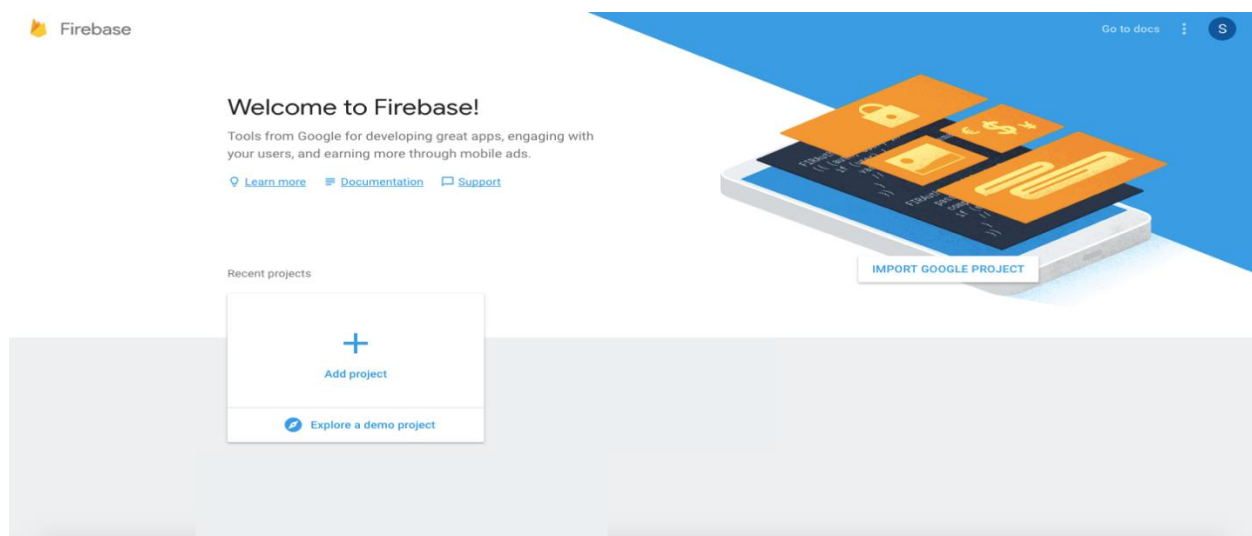 Firebase
Go to docs
S
Welcome to Firebase!
Tools from Google for developing great apps, engaging with
your users, and earning more through mobile ads.
Learn more Documentation Support
Recent projects
IMPORT GOOGLE PROJECT
Add project
Explore a demo project